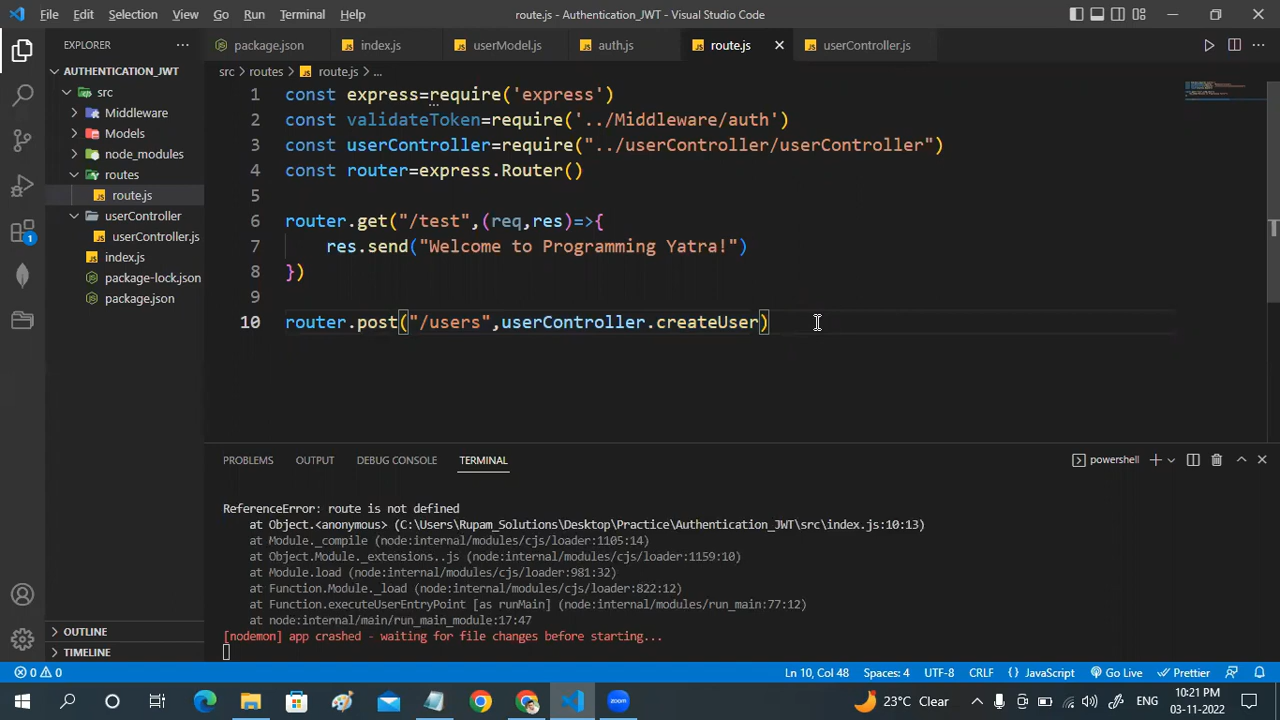 File Edit Selection View Go Run Terminal Help route.js - Authentication_JWT - Visual Studio Code
EXPLORER
AUTHENTICATION_JWT
src
Middleware
Models
node_modules
routes
route.js
userController
userController.js
index.js
package-lock.json
package.json
OUTLINE
TIMELINE
1
package.json index.js userModel.js auth.js route.js userController.js
src > routes > route.js > ...
1 const express=require('express')
2 const validateToken=require('../Middleware/auth')
3 const userController=require("../userController/userController")
4 const router=express.Router()
5
6 router.get("/test",(req,res)=>{
7 res.send("Welcome to Programming Yatra!")
8 })
9
10 router.post("/users",userController.createUser)
PROBLEMS OUTPUT DEBUG CONSOLE TERMINAL powershell
ReferenceError: route is not defined
at Object.<anonymous> (C:\Users\Rupam_Solutions\Desktop\Practice\Authentication_JWT\src\index.js:10:13)
at Module._compile (node:internal/modules/cjs/loader:1105:14)
at Object.Module._extensions..js (node:internal/modules/cjs/loader:1159:10)
at Module.load (node:internal/modules/cjs/loader:981:32)
at Function.Module._load (node:internal/modules/cjs/loader:822:12)
at Function.executeUserEntryPoint [as runMain] (node:internal/modules/run_main:77:12)
at node:internal/main/run_main_module:17:47
[nodemon] app crashed - waiting for file changes before starting...
0 0 Ln 10, Col 48 Spaces: 4 UTF-8 CRLF {} JavaScript Go Live Prettier
23°C Clear ENG 10:21 PM
03-11-2022